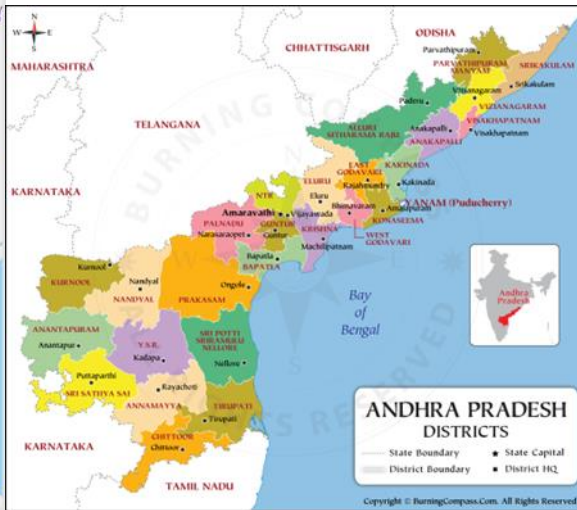 N
W
E
S
ODISHA
CHHATTISGARH
MAHARASHTRA
TELANGANA
KARNATAKA
Parvathipuram
PARVATHIPURAM
MANYAM
SRIKAKULAM
Srikakulam
Vizianagaram
VIZIANAGARAM
Paderu
ALLURI
SITHARAMA RAJU
Anakapalli
ANAKAPALLI
VISAKHAPATNAM
Visakhapatnam
EAST
GODAVARI
Rajahmundry
KAKINADA
Kakinada
YANAM (Puducherry)
Amalapuram
KONASEEMA
ELURU
Eluru
Bhimavaram
WEST
GODAVARI
NTR
Amaravathi
Vijayawada
KRISHNA
Machilipatnam
GUNTUR
Guntur
PALNADU
Narasaraopet
Bapatla
BAPATLA
Kurnool
KURNOOL
Nandyal
NANDYAL
Ongole
PRAKASAM
Bay
of
Bengal
ANANTAPURAM
Anantapur
Y.S.R.
Kadapa
SRI POTTI
SRIRAMULU
NELLORE
Nellore
Puttaparthi
SRI SATHYA SAI
Rayachoti
ANNAMAYYA
TIRUPATI
Tirupati
CHITTOOR
Chittoor
KARNATAKA
TAMIL NADU
Andhra
Pradesh
ANDHRA PRADESH
DISTRICTS
State Boundary
State Capital
District Boundary
District HQ
Copyright © BurningCompass.Com. All Rights Reserved